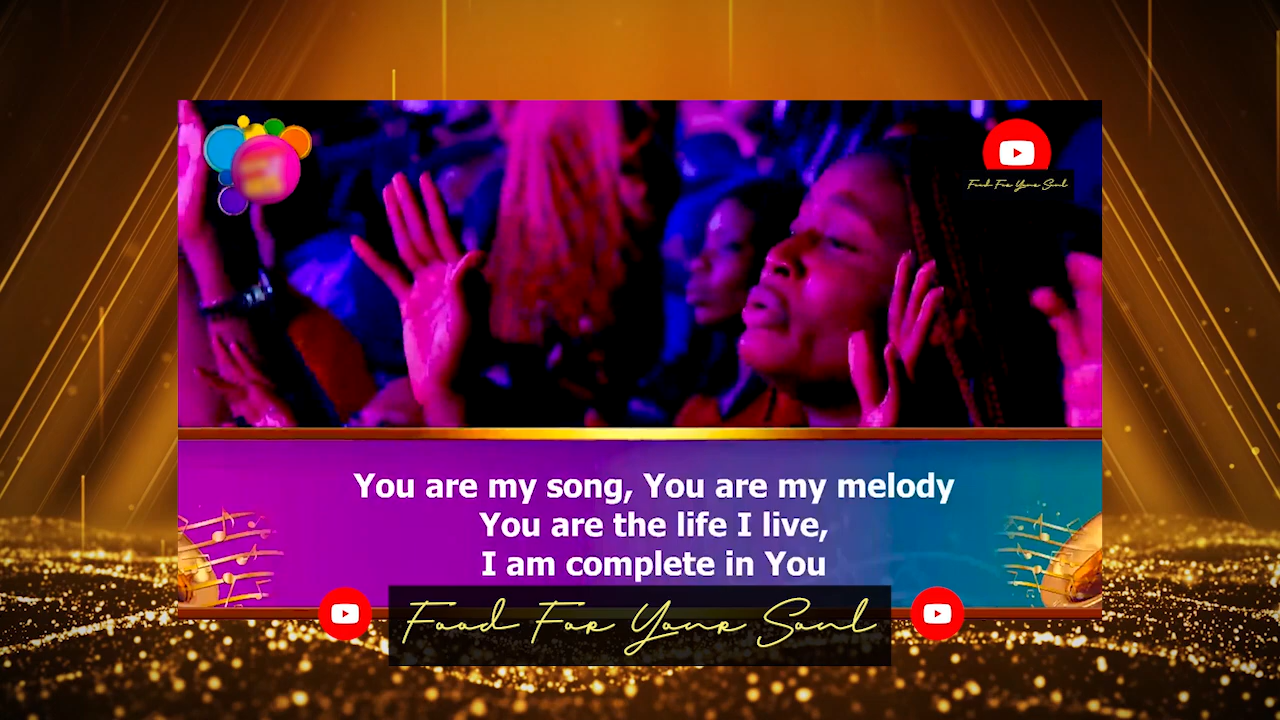 Food For Your Soul
You are my song, You are my melody
You are the life I live,
I am complete in You
Food For Your Soul